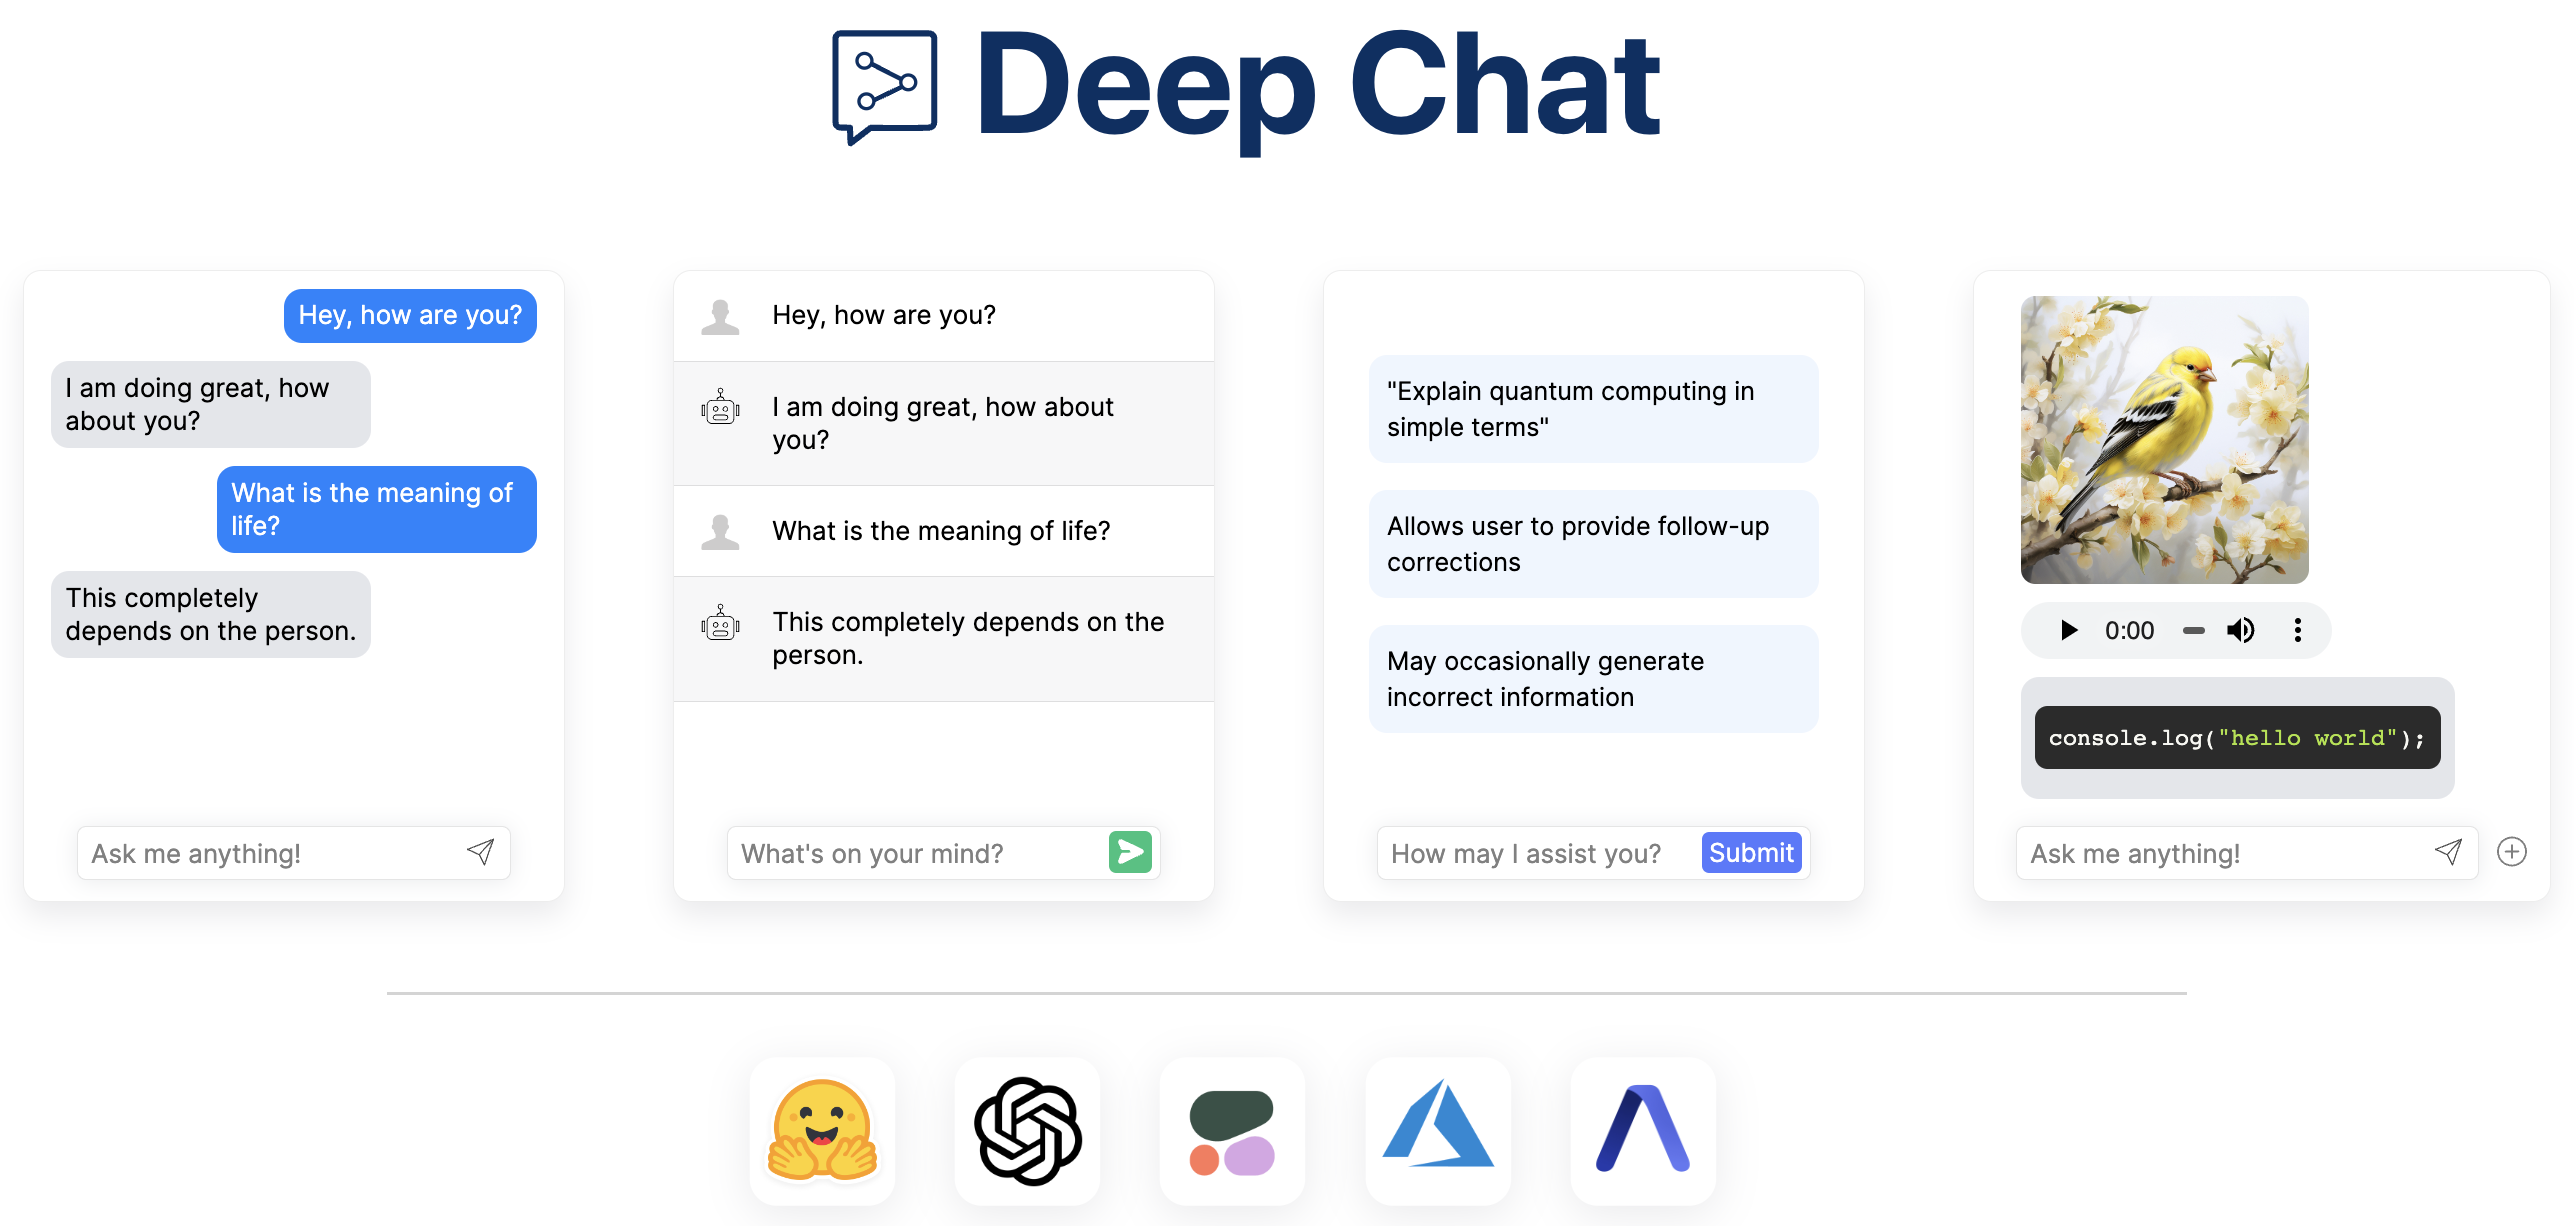 Deep Chat
Hey, how are you?
I am doing great, how
about you?
What is the meaning of
life?
This completely
depends on the person.
Ask me anything!
Hey, how are you?
I am doing great, how about
you?
What is the meaning of life?
This completely depends on the
person.
What's on your mind?
"Explain quantum computing in
simple terms"
Allows user to provide follow-up
corrections
May occasionally generate
incorrect information
How may I assist you?
Submit
0:00
console.log("hello world");
Ask me anything!